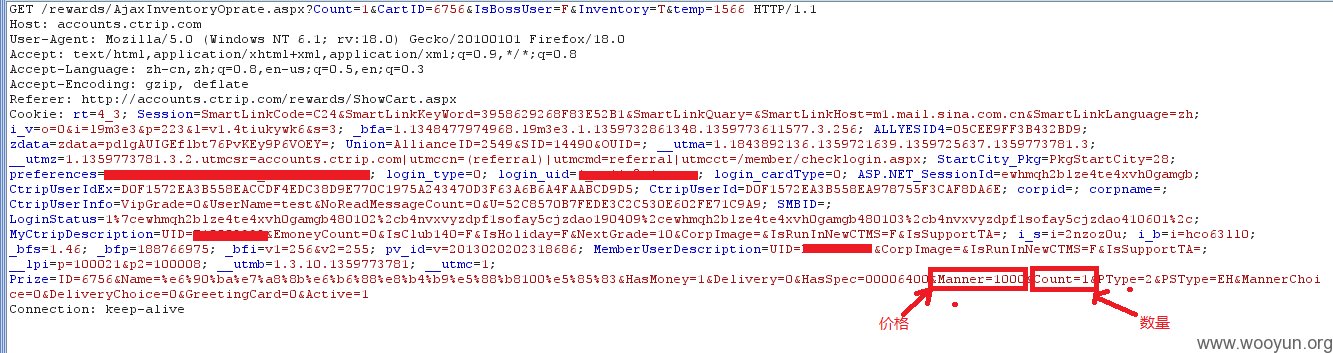 GET /rewards/AjaxInventoryOprate.aspx?Count=1&CartID=6756&IsBossUser=F&Inventory=T&temp=1566 HTTP/1.1
Host: accounts.ctrip.com
User-Agent: Mozilla/5.0 (Windows NT 6.1; rv:18.0) Gecko/20100101 Firefox/18.0
Accept: text/html,application/xhtml+xml,application/xml;q=0.9,*/*;q=0.8
Accept-Language: zh-cn,zh;q=0.8,en-us;q=0.5,en;q=0.3
Accept-Encoding: gzip, deflate
Referer: http://accounts.ctrip.com/rewards/ShowCart.aspx
Cookie: rt=4_3; Session=SmartLinkCode=C24&SmartLinkKeyWord=3958629268F83E52B1&SmartLinkQuery=&SmartLinkHost=m1.mail.sina.com.cn&SmartLinkLanguage=zh;
i_v=o=0&i=19m3e3&p=223&l=v1.4tiukywk6&s=3; _bfa=1.1348477974968.19m3e.1.1359732861348.1359773611577.3.256; ALLYESID4=05CEE9FF3B432BD9;
zdata=zdata=pdlgAUIGEf1bt76PvKEy9P6VOEY=; Union=AllianceID=2549&SID=14490&OUID=; __utma=1.1843892136.1359721639.1359725637.1359773781.3;
__utmz=1.1359773781.3.2.utmcsr=accounts.ctrip.com|utmccn=(referral)|utmcmd=referral|utmcct=/member/checklogin.aspx; StartCity_Pkg=PkgStartCity=28;
preferences= login_type=0; login_uid= login_cardType=0; ASP.NET_SessionId=ewhmqh2blze4te4xvh0gamgb;
CtripUserIdEx=D0F1572EA3B558EACCDF4EDC38D9E770C1975A243470D3F63A6B6A4FAABCD9D5; CtripUserId=D0F1572EA3B558EA978755F3CAF8DA6E; corpid=; corpname=;
CtripUserInfo=VipGrade=0&UserName=test&NoReadMessageCount=0&U=52C8570B7FEDE3C2C530E602FE71C9A9; SMBID=;
LoginStatus=1%7cewhmqh2blze4te4xvh0gamgb480102%2cb4nvxvyzdpf1sofay5cjzdao190409%2cewhmqh2blze4te4xvh0gamgb480103%2cb4nvxvyzdpf1sofay5cjzdao410601%2c;
MyCtripDescription=UID= &EmoneyCount=0&IsClub140=F&IsHoliday=F&NextGrade=10&CorpImage=&IsRunInNewCTMS=F&IsSupportTA=; i_s=i=2nzoz0u; i_b=i=hco63110;
_bfs=1.46; _bfp=188766975; _bfi=v1=256&v2=255; pv_id=v=2013020202318686; MemberUserDescription=UID= &CorpImage=&IsRunInNewCTMS=F&IsSupportTA=;
__lpi=p=100021&p2=100008; __utmb=1.3.10.1359773781; __utmc=1;
Prize=ID=6756&Name=%e6%90%ba%e7%a8%8b%e6%b6%88%e8%b4%b9%e5%88%b8100%e5%85%83&HasMoney=1&Delivery=0&HasSpec=00006400&Manner=1000&Count=1&PType=2&PSType=EH&MannerChoi
ce=0&DeliveryChoice=0&GreetingCard=0&Active=1
Connection: keep-alive
价格
数量
www.wooyun.org